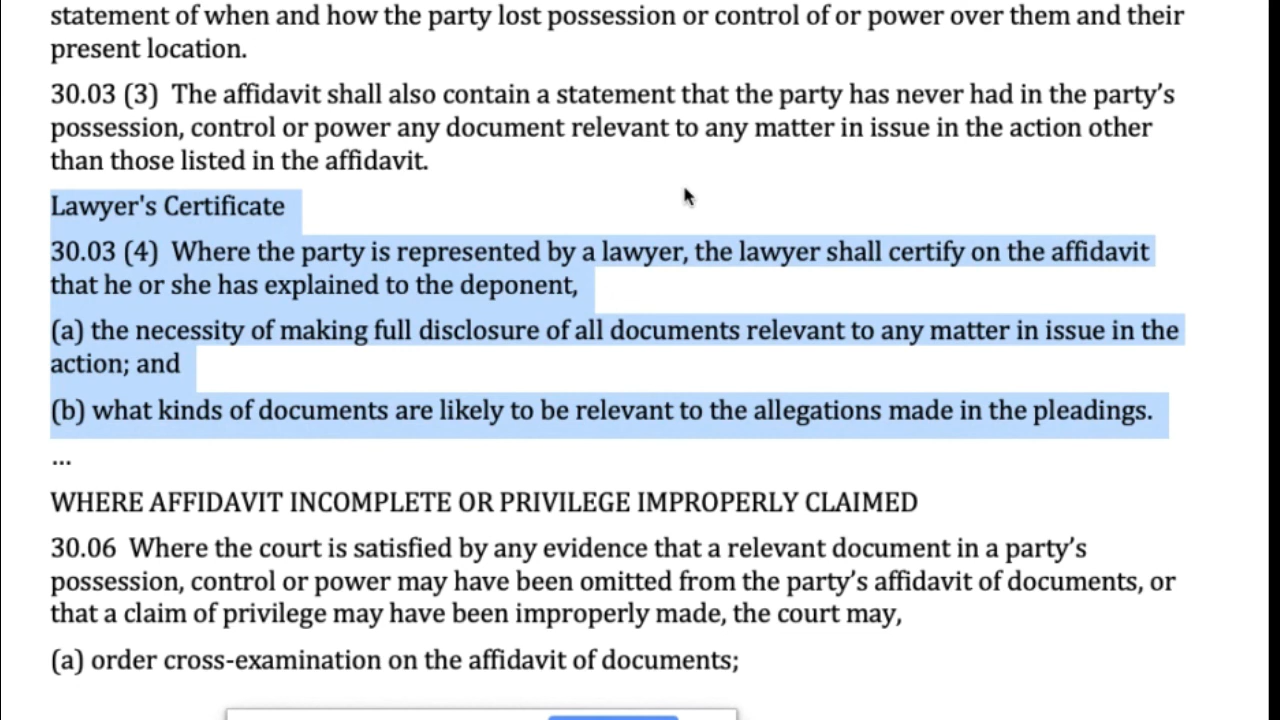 statement of when and how the party lost possession or control of or power over them and their
present location.
30.03 (3)  The affidavit shall also contain a statement that the party has never had in the party’s
possession, control or power any document relevant to any matter in issue in the action other
than those listed in the affidavit.
Lawyer's Certificate
30.03 (4)  Where the party is represented by a lawyer, the lawyer shall certify on the affidavit
that he or she has explained to the deponent,
(a) the necessity of making full disclosure of all documents relevant to any matter in issue in the
action; and
(b) what kinds of documents are likely to be relevant to the allegations made in the pleadings.
...
WHERE AFFIDAVIT INCOMPLETE OR PRIVILEGE IMPROPERLY CLAIMED
30.06  Where the court is satisfied by any evidence that a relevant document in a party’s
possession, control or power may have been omitted from the party’s affidavit of documents, or
that a claim of privilege may have been improperly made, the court may,
(a) order cross-examination on the affidavit of documents;